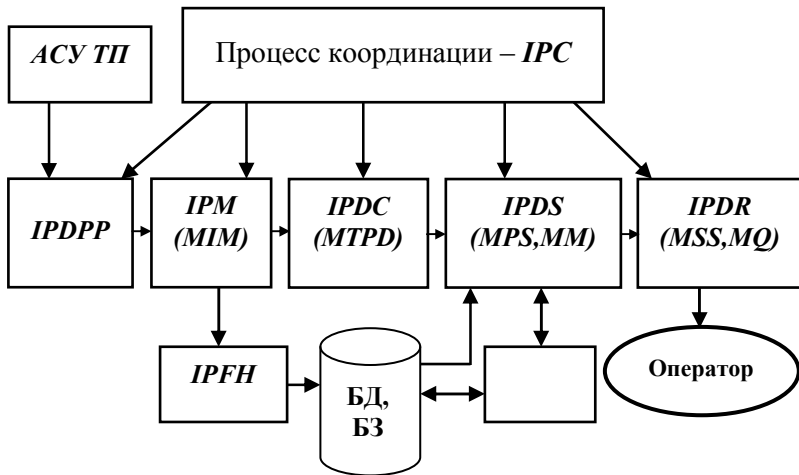 АСУ ТП
Процесс координации – IPC
IPDPP
IPM
(MIM)
IPDC
(MTPD)
IPDS
(MPS,MM)
IPDR
(MSS,MQ)
IPFH
БД,
БЗ
Оператор